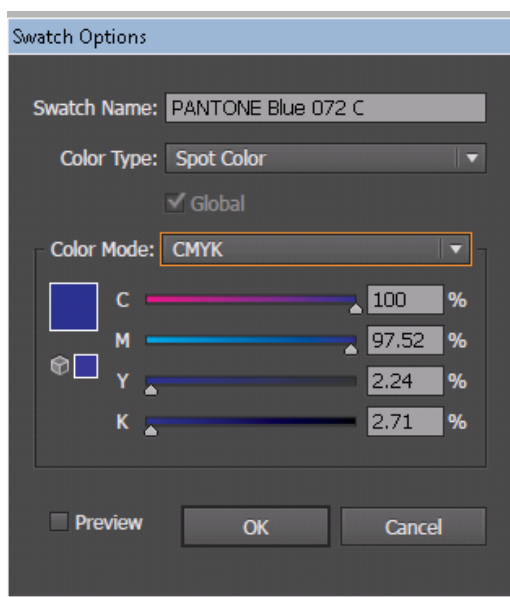 Swatch Options
Swatch Name: PANTONE Blue 072 C
Color Type: Spot Color
Global
Color Mode: CMYK
C 100 %
M 97.52 %
Y 2.24 %
K 2.71 %
Preview OK Cancel